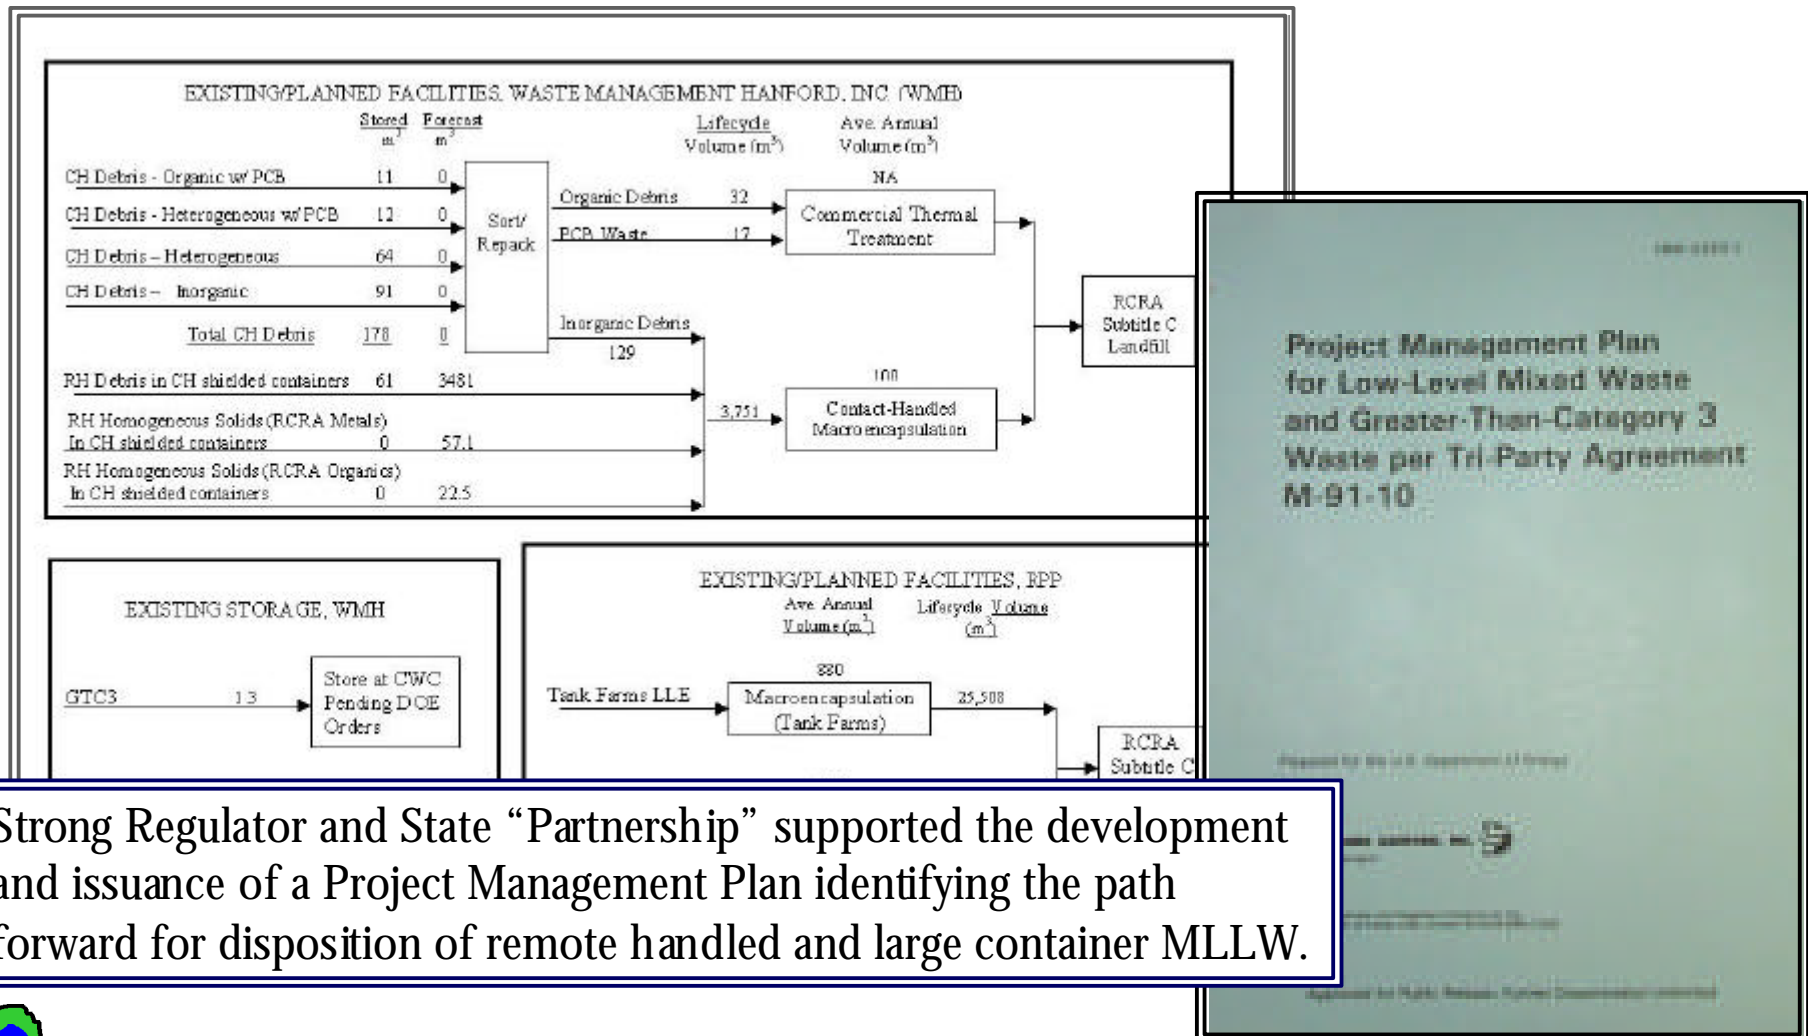 EXISTING/PLANNED FACILITIES, WASTE MANAGEMENT HANFORD, INC. (WMH)
Stored Forecast Lifecycle Ave. Annual
m³ m³ Volume (m³) Volume (m³)
CH Debris - Organic w/ PCB 11 0
CH Debris - Heterogeneous w/ PCB 12 0
CH Debris – Heterogeneous 64 0
CH Debris – Inorganic 91 0
Total CH Debris 178 0
Sort/
Repack
Organic Debris 32
PCB Waste 17
NA
Commercial Thermal
Treatment
Inorganic Debris
129
RH Debris in CH shielded containers 61 3481
RH Homogeneous Solids (RCRA Metals)
In CH shielded containers 0 57.1
RH Homogeneous Solids (RCRA Organics)
In CH shielded containers 0 22.5
3,751
100
Contact-Handled
Macroencapsulation
RCRA
Subtitle C
Landfill
EXISTING STORAGE, WMH
GTC3 1.3
Store at CWC
Pending DOE
Orders
EXISTING/PLANNED FACILITIES, RPP
Ave. Annual Lifecycle Volume
Volume (m³) (m³)
880
Tank Farms LLE
Macroencapsulation
(Tank Farms)
25,508
RCRA
Subtitle C
Project Management Plan
for Low-Level Mixed Waste
and Greater-Than-Category 3
Waste per Tri-Party Agreement
M-91-10
Prepared for the U.S. Department of Energy
Strong Regulator and State “Partnership” supported the development
and issuance of a Project Management Plan identifying the path
forward for disposition of remote handled and large container MLLW.